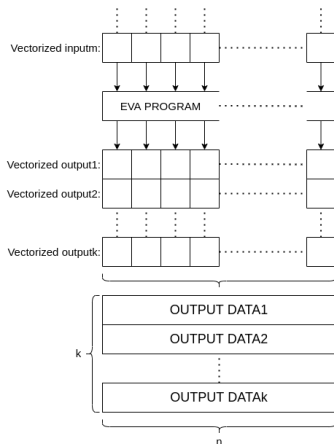 Vectorized inputm:
EVA PROGRAM
Vectorized output1:
Vectorized output2:
Vectorized outputk:
OUTPUT DATA1
k
OUTPUT DATA2
OUTPUT DATAk
n